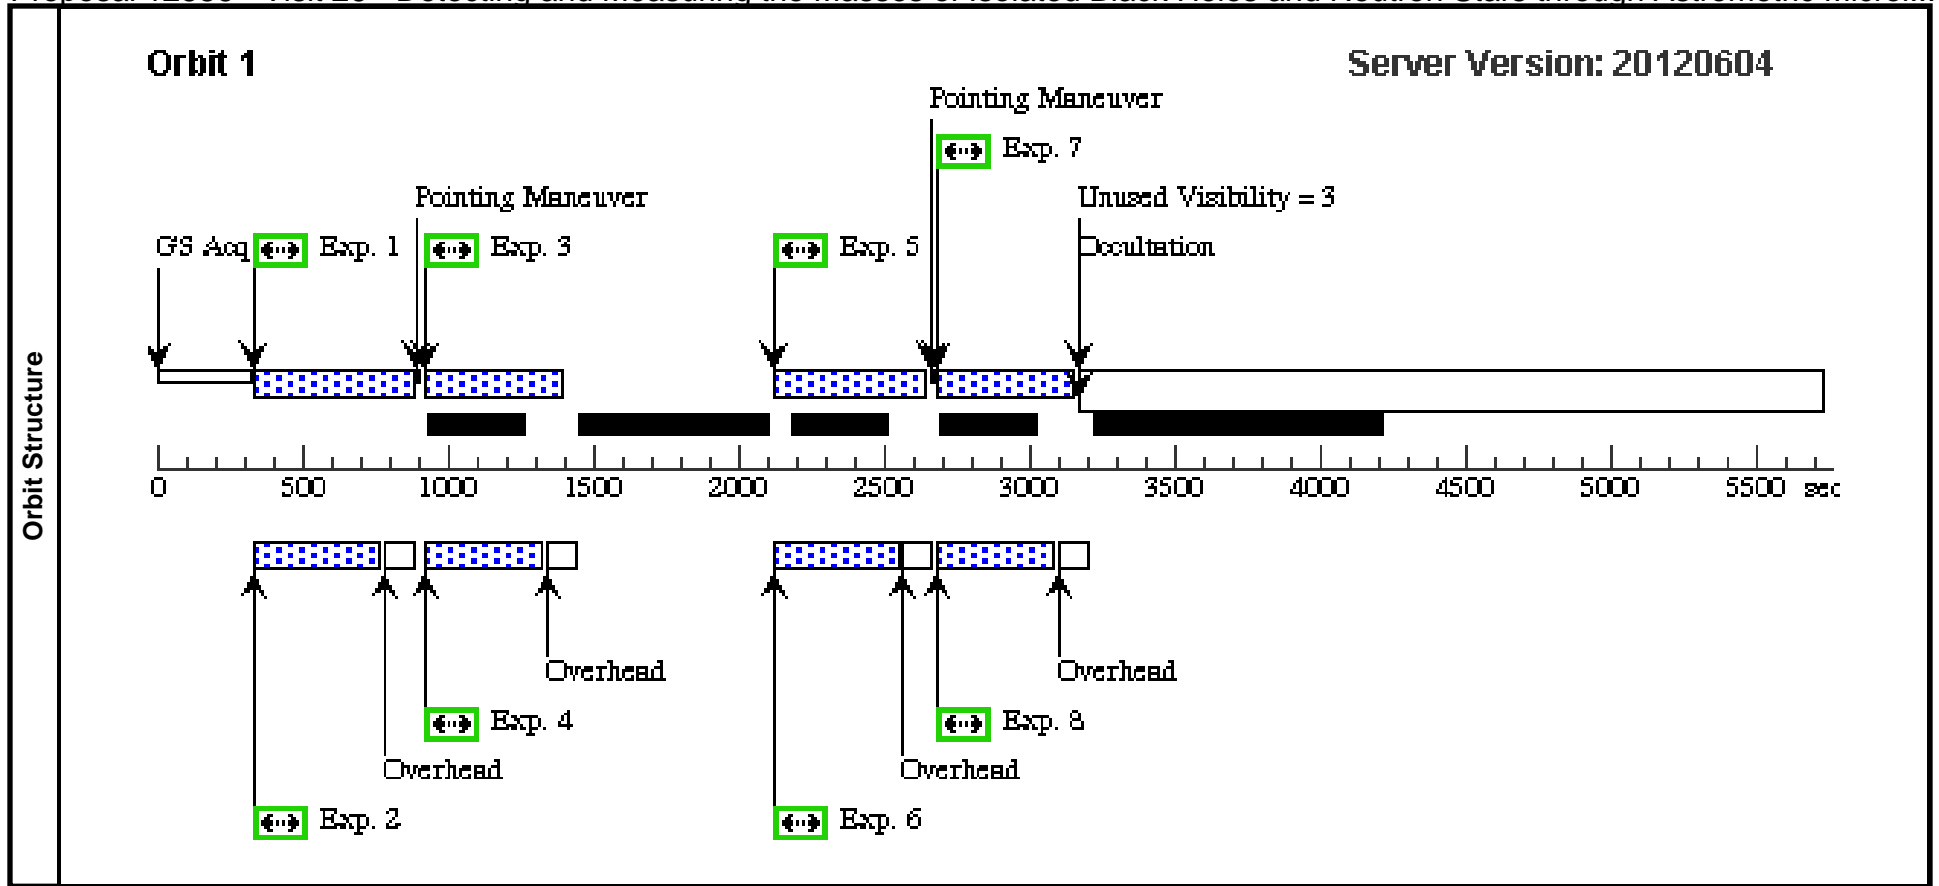 Orbit 1
Server Version: 20120604
Pointing Maneuver
Exp. 7
Pointing Maneuver
Unused Visibility = 3
GS Acq
Exp. 1
Exp. 3
Exp. 5
Occultation
Orbit Structure
0 500 1000 1500 2000 2500 3000 3500 4000 4500 5000 5500 sec
Overhead
Overhead
Exp. 4
Exp. 8
Overhead
Overhead
Exp. 2
Exp. 6